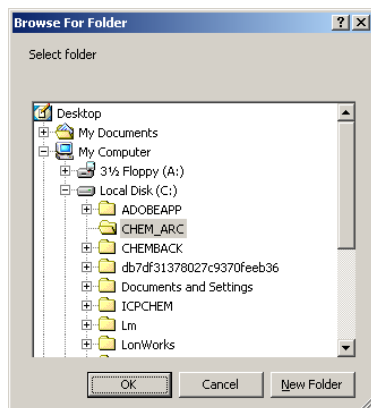 Browse For Folder
Select folder
Desktop
My Documents
My Computer
3½ Floppy (A:)
Local Disk (C:)
ADOBEAPP
CHEM_ARC
CHEMBACK
db7df31378027c9370feeb36
Documents and Settings
ICPCHEM
Lm
LonWorks
OK Cancel New Folder